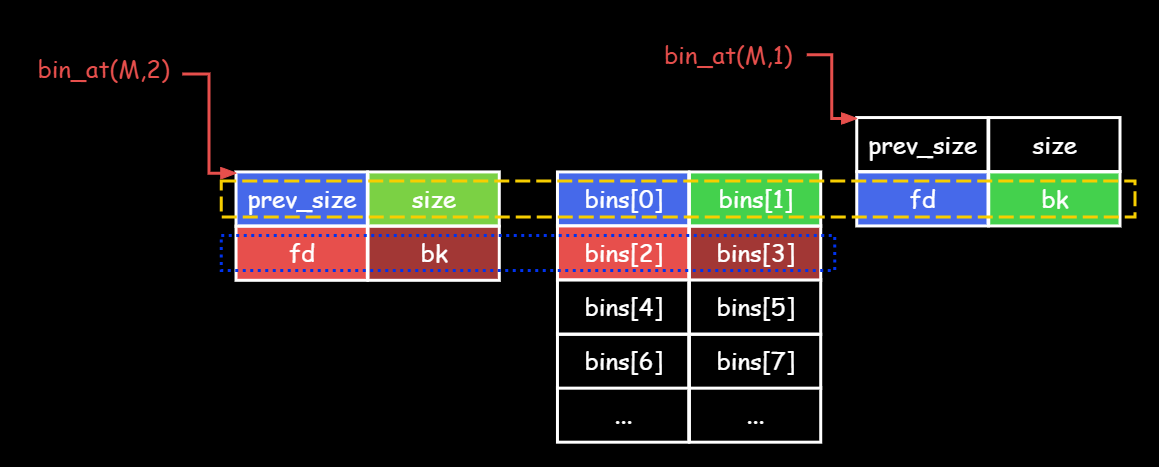 bin_at(M,2)
bin_at(M,1)
prev_size size
prev_size size bins[0] bins[1] fd bk
fd bk bins[2] bins[3]
bins[4] bins[5]
bins[6] bins[7]
... ...